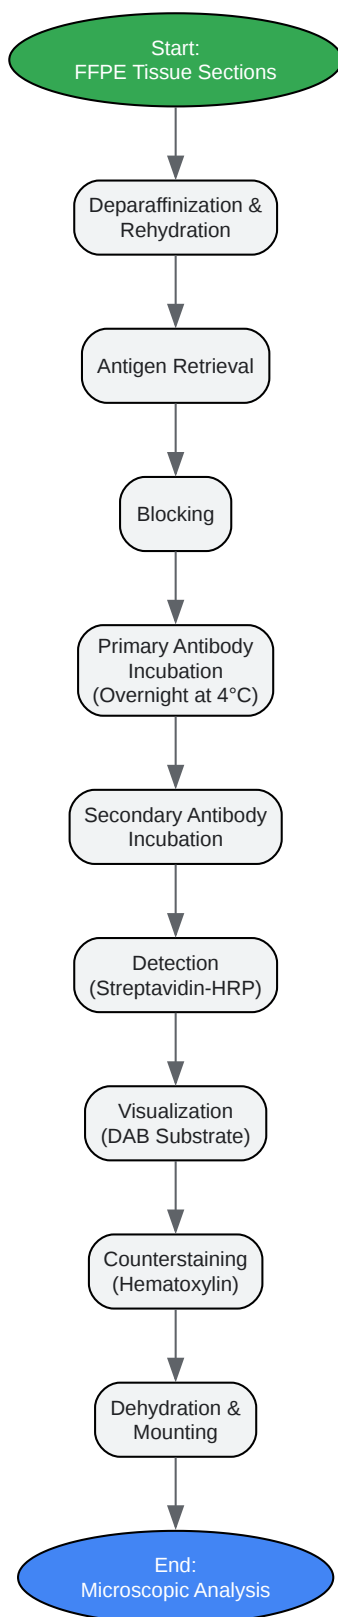 Start:
FFPE Tissue Sections
Deparaffinization &
Rehydration
Antigen Retrieval
Blocking
Primary Antibody
Incubation
(Overnight at 4°C)
Secondary Antibody
Incubation
Detection
(Streptavidin-HRP)
Visualization
(DAB Substrate)
Counterstaining
(Hematoxylin)
Dehydration &
Mounting
End:
Microscopic Analysis